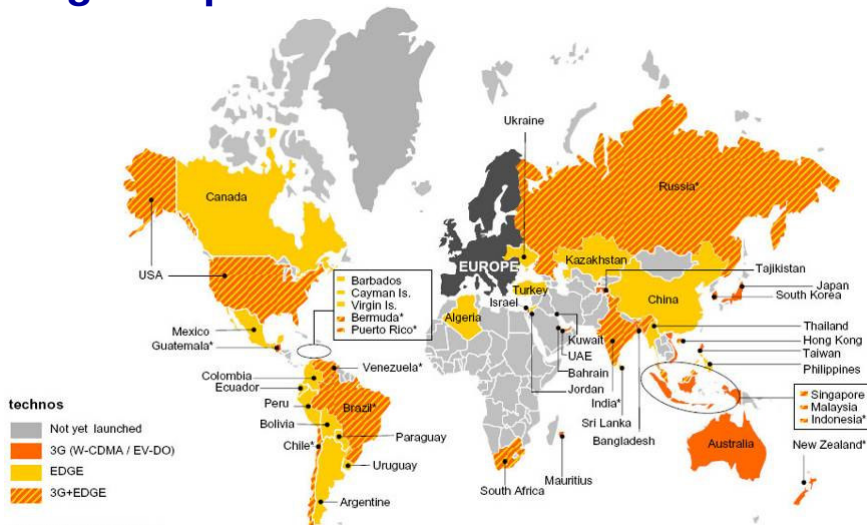 Ukraine
Canada
Russia*
USA
EUROPE
Kazakhstan
Tajikistan
Barbados
Cayman Is.
Virgin Is.
Bermuda*
Puerto Rico*
Turkey
Israel
China
Japan
South Korea
Algeria
Mexico
Guatemala*
Kuwait
UAE
Bahrain
Jordan
Thailand
Hong Kong
Taiwan
Philippines
Venezuela*
Colombia
Ecuador
Peru
Brazil*
Bolivia
Chile*
Paraguay
Uruguay
Argentine
India*
Sri Lanka
Bangladesh
Singapore
Malaysia
Indonesia*
Australia
New Zealand*
South Africa
Mauritius
technos
Not yet launched
3G (W-CDMA / EV-DO)
EDGE
3G+EDGE